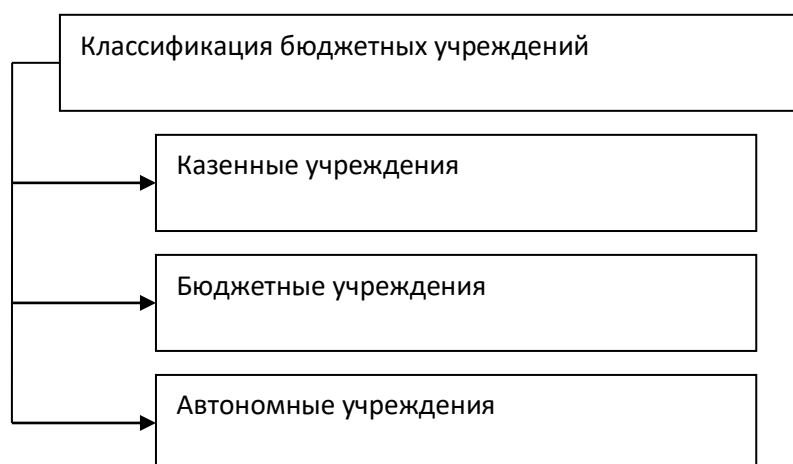 Классификация бюджетных учреждений
Казенные учреждения
Бюджетные учреждения
Автономные учреждения